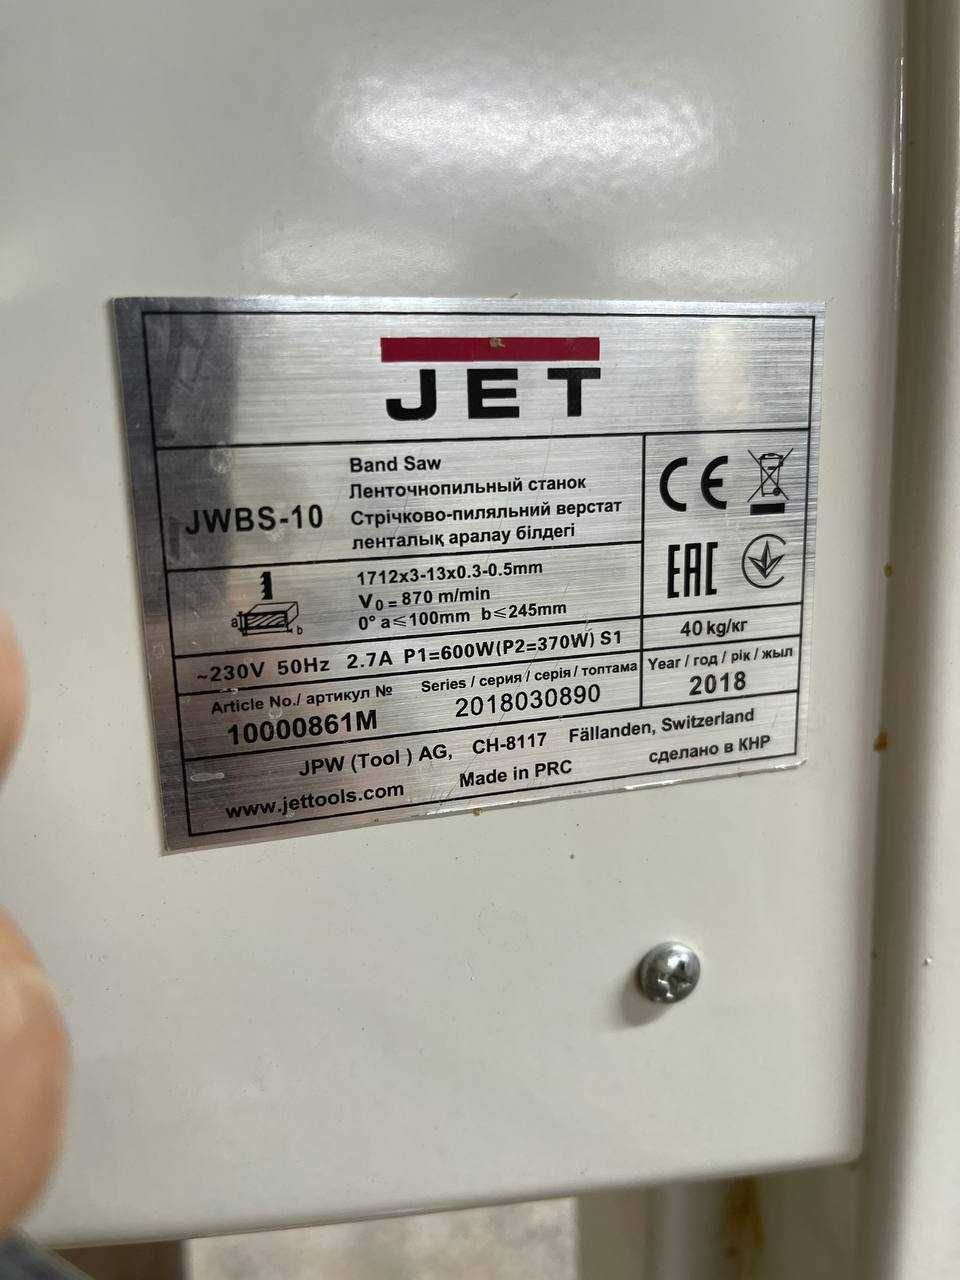 JET
JWBS-10
Band Saw
Ленточнопильный станок
Стрічково-пиляльний верстат
ленталық аралау білдегі
CE
EAC
1712x3-13x0.3-0.5mm
V0 = 870 m/min
0° a≤100mm b≤245mm
a
b
~230V 50Hz 2.7A P1=600W(P2=370W) S1
40 kg/кг
Article No./ артикул №
10000861M
Series / серия / серія / топтама
2018030890
Year / год / рік / жыл
2018
JPW (Tool ) AG, CH-8117 Fällanden, Switzerland
www.jettools.com Made in PRC сделано в КНР